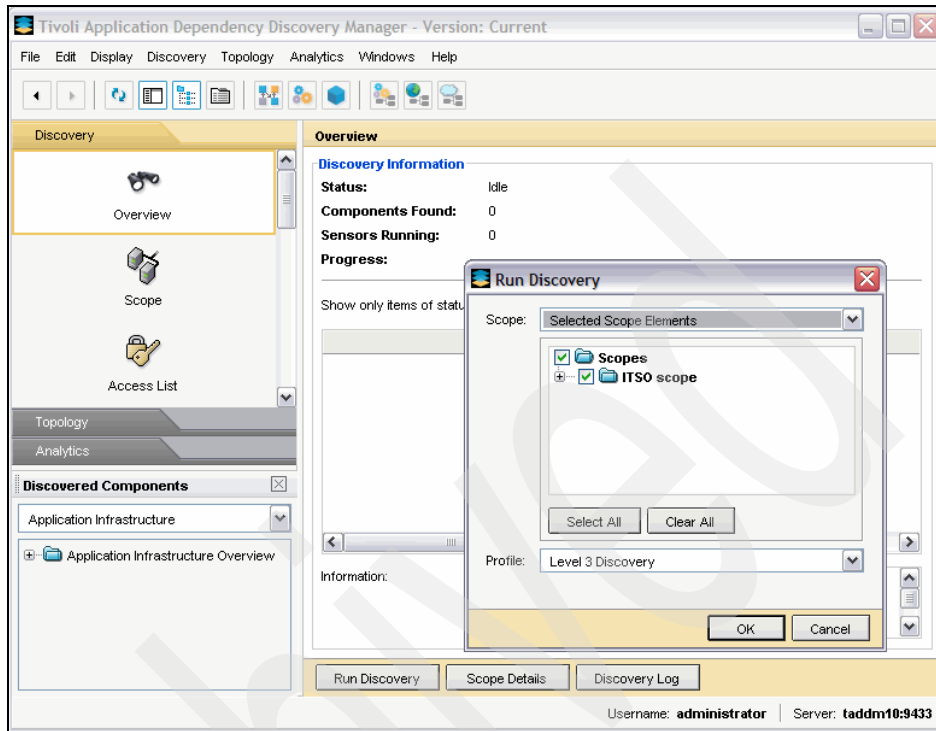 Tivoli Application Dependency Discovery Manager - Version: Current
File Edit Display Discovery Topology Analytics Windows Help
Discovery
Overview
Scope
Access List
Topology
Analytics
Discovered Components
Application Infrastructure
Application Infrastructure Overview
Overview
Discovery Information
Status: Idle
Components Found: 0
Sensors Running: 0
Progress:
Show only items of statu
Information:
Run Discovery
Scope: Selected Scope Elements
Scopes
ITSO scope
Select All Clear All
Profile: Level 3 Discovery
OK Cancel
Run Discovery Scope Details Discovery Log
Username: administrator Server: taddm10:9433